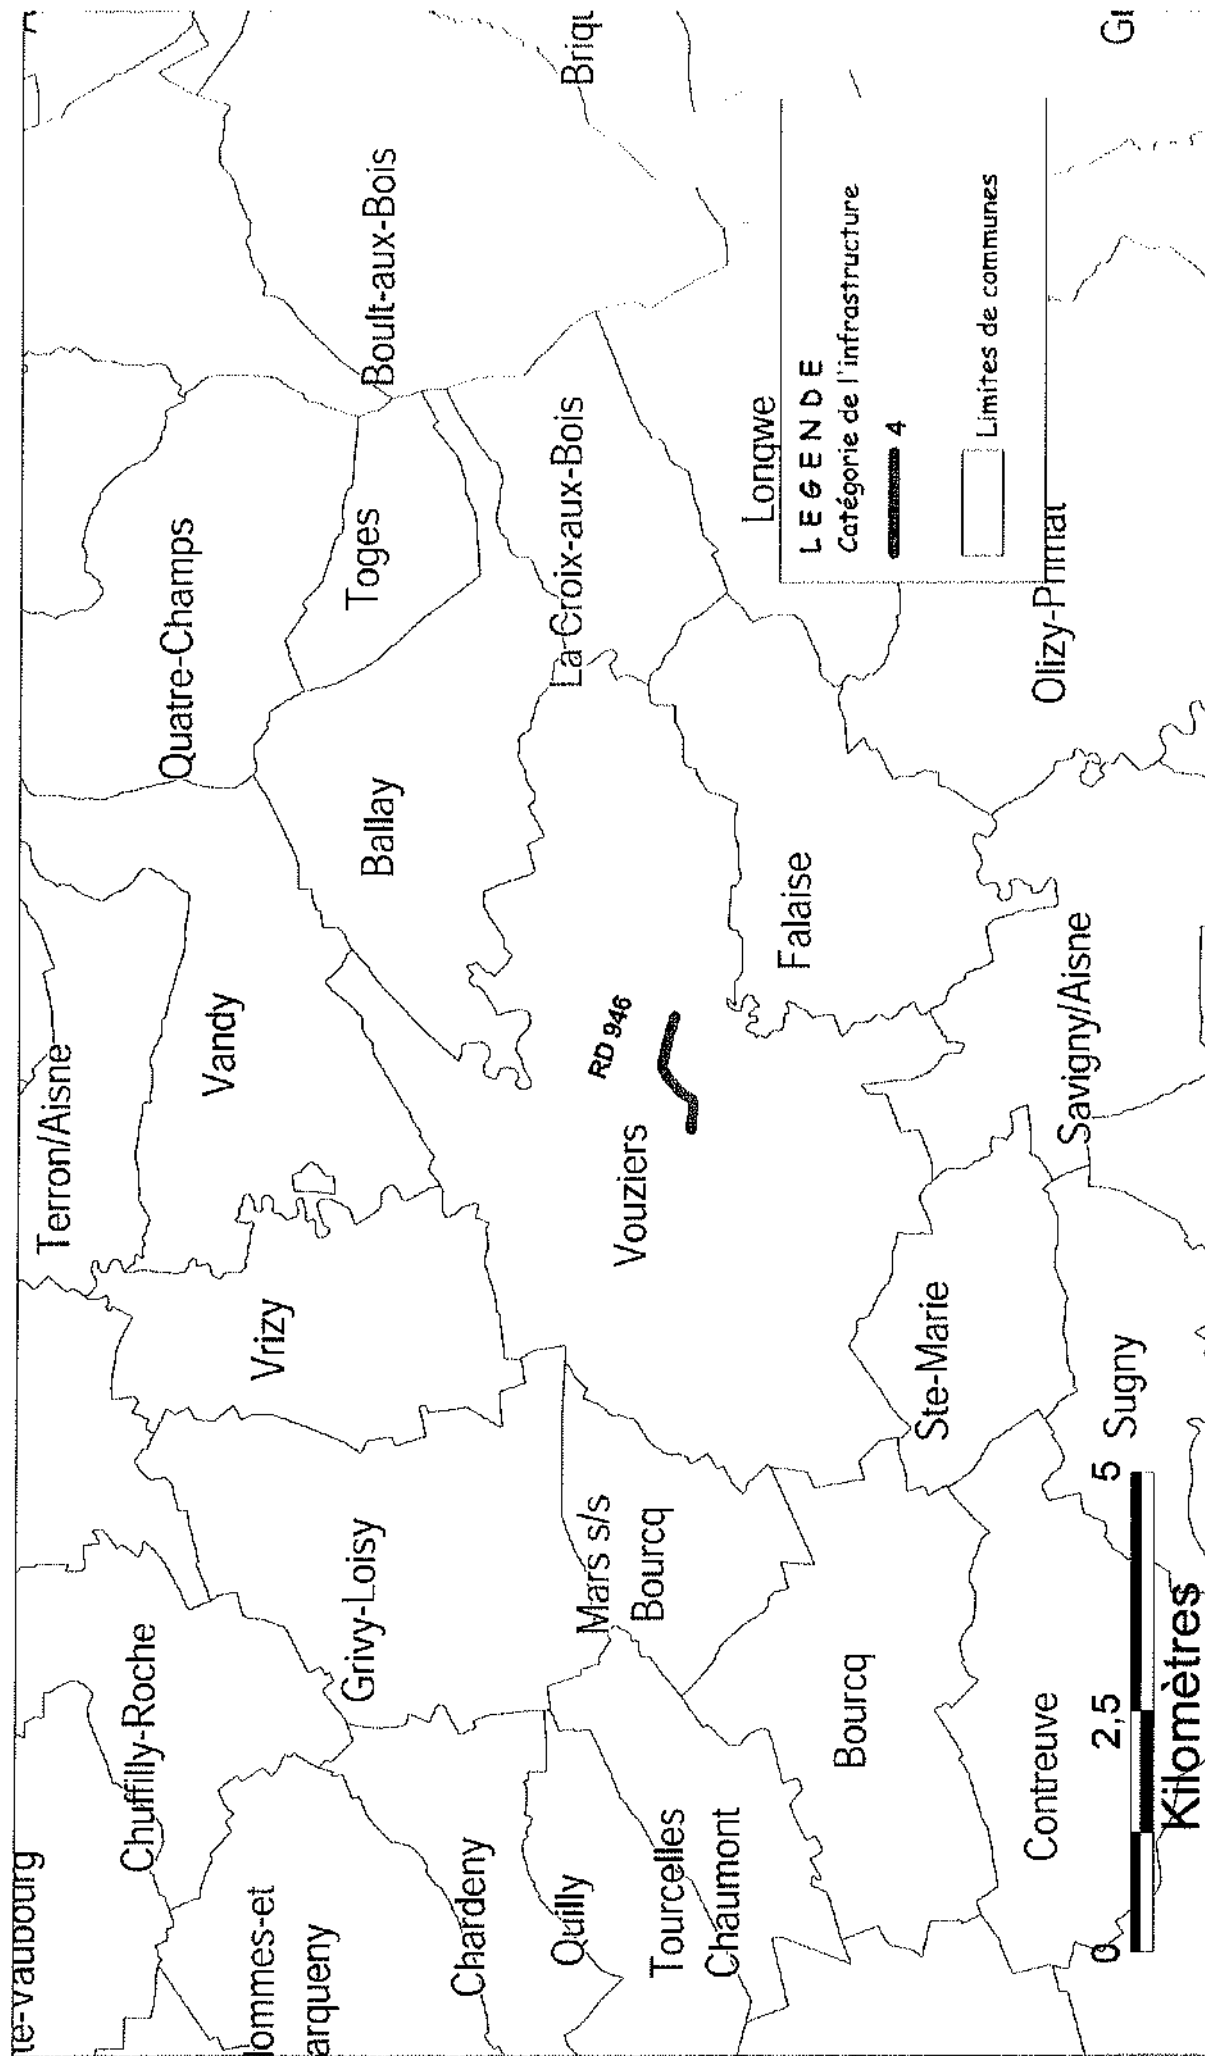 Terron/Aisne
Quatre-Champs
Vandy
Chuffilly-Roche
Vrizy
Toges
Boult-aux-Bois
Ballay
Grivy-Loisy
RD 946
La Croix-aux-Bois
Chardeny
Quilly
Mars s/s
Bourcq
Vouziers
Tourcelles
Chaumont
Falaise
Longwe
Bourcq
Ste-Marie
Olizy-Primat
Contreuve
Sugny
Savigny/Aisne
LEGENDE
Catégorie de l'infrastructure
4
Limites de communes
0 2,5 5
Kilomètres